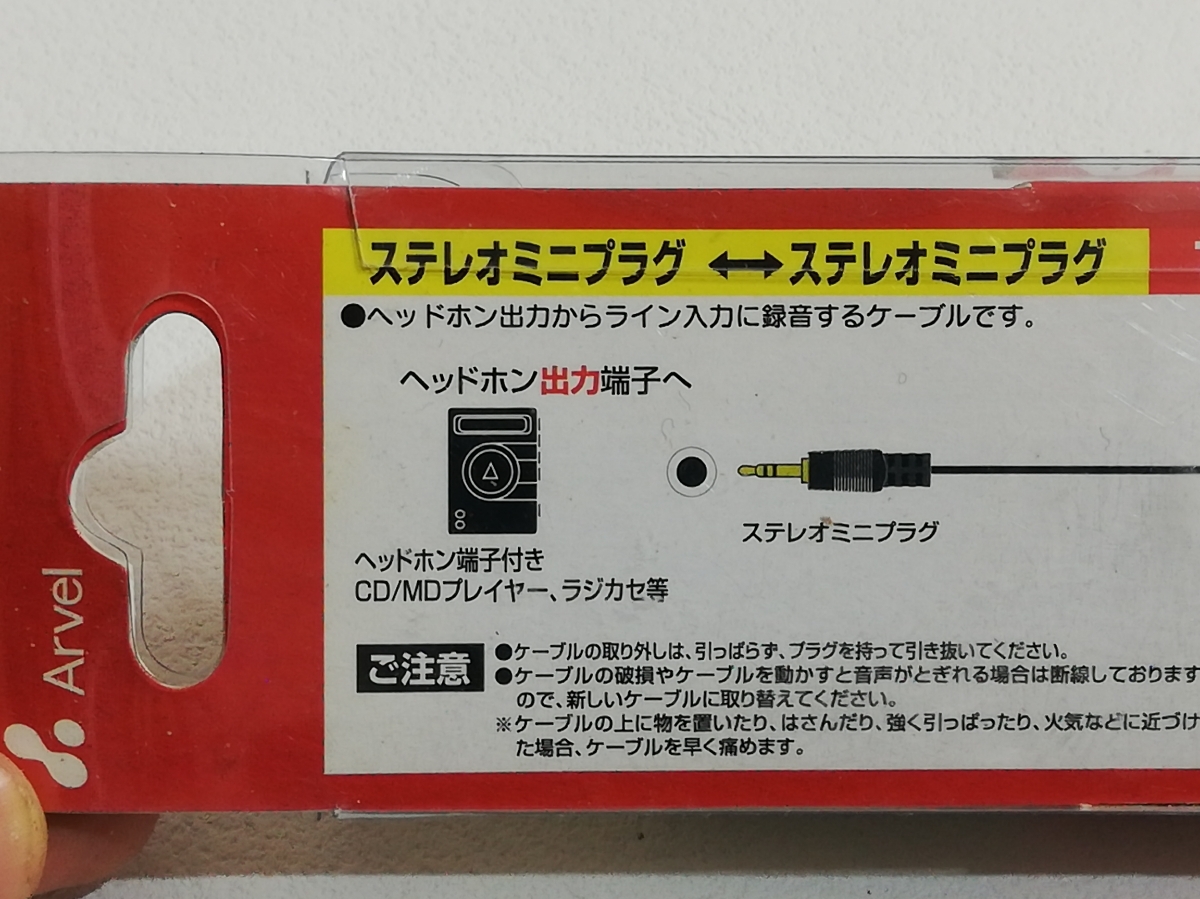 ステレオミニプラグ ↔ ステレオミニプラグ
●ヘッドホン出力からライン入力に録音するケーブルです。
ヘッドホン出力端子へ
ステレオミニプラグ
ヘッドホン端子付き
CD/MDプレイヤー、ラジカセ等
ご注意
●ケーブルの取り外しは、引っぱらず、プラグを持って引き抜いてください。
●ケーブルの破損やケーブルを動かすと音声がとぎれる場合は断線しております
ので、新しいケーブルに取り替えてください。
※ケーブルの上に物を置いたり、はさんだり、強く引っぱったり、火気などに近づけ
た場合、ケーブルを早く痛めます。
Arvel